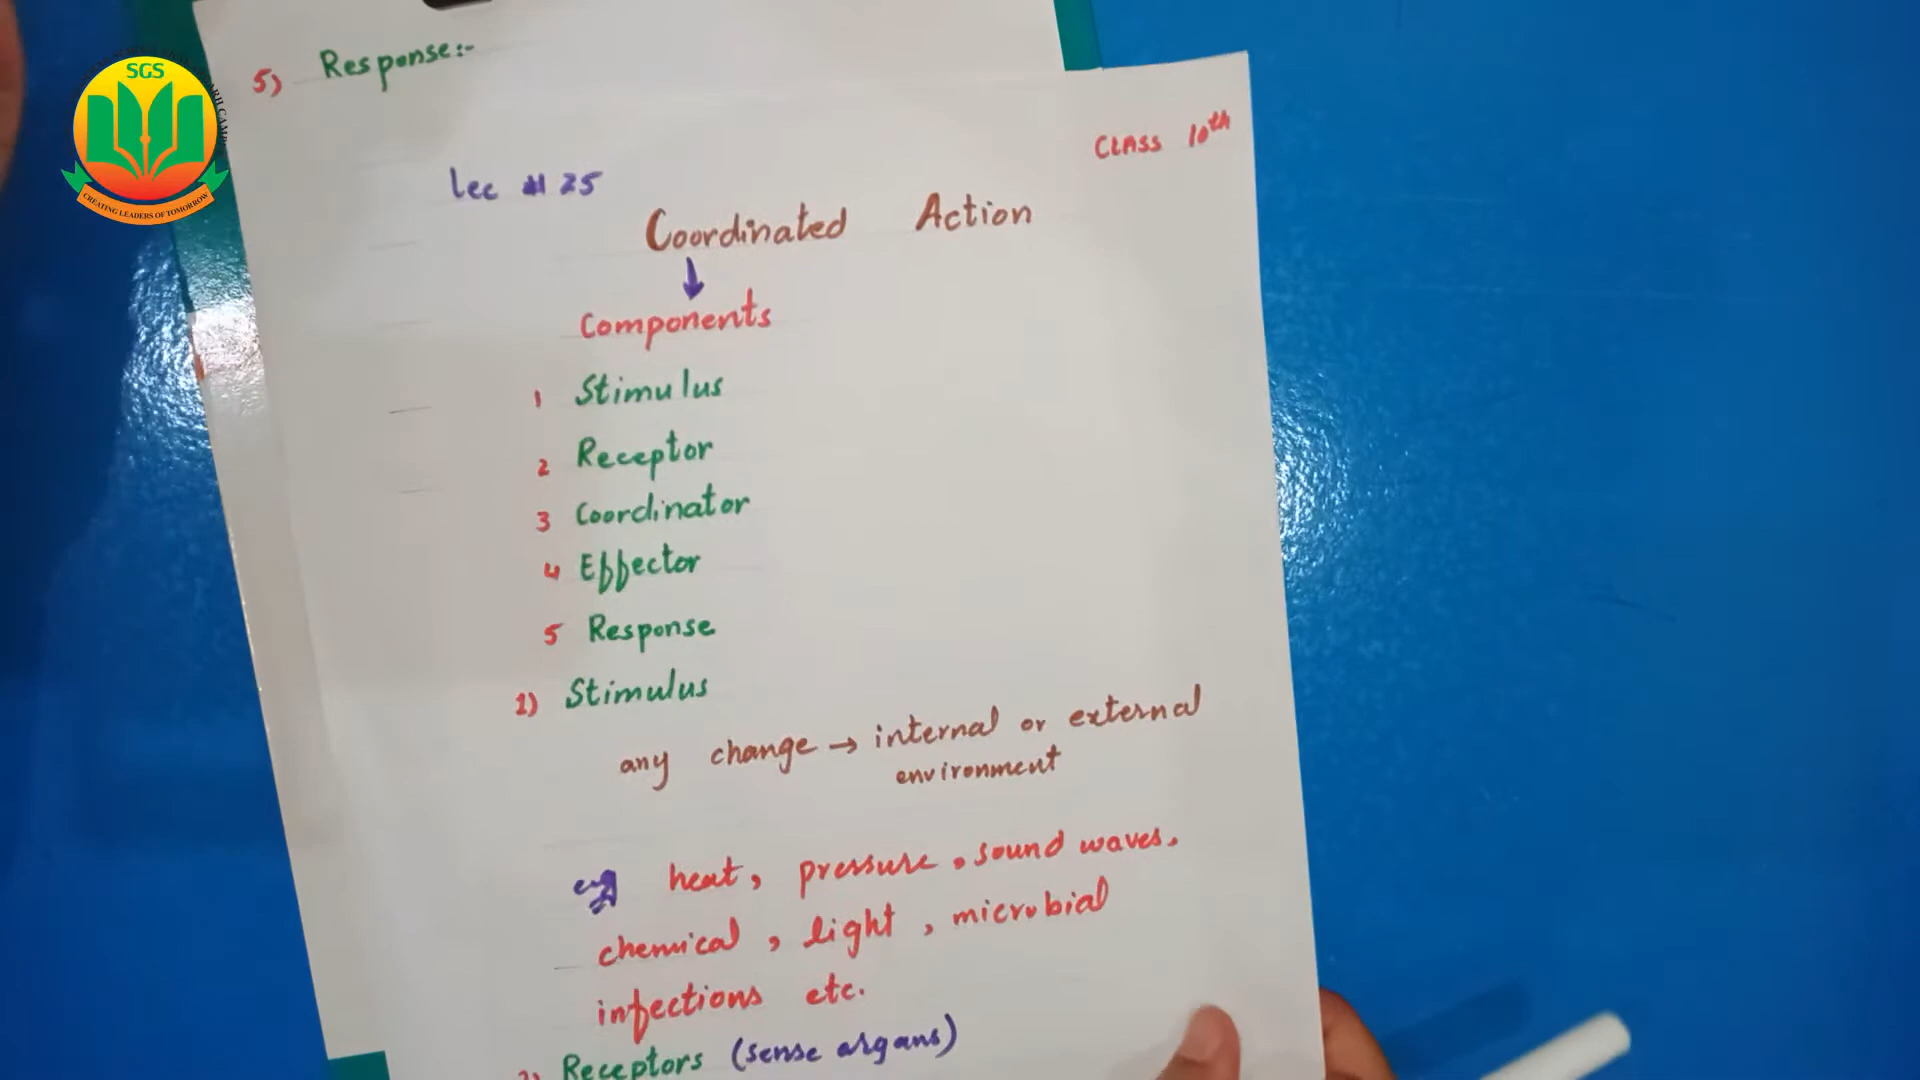 SGS
CREATING LEADERS OF TOMORROW
5) Response:-
CLASS 10th
Lec # 25
Coordinated Action
Components
1 Stimulus
2 Receptor
3 Coordinator
4 Effector
5 Response
1) Stimulus
any change → internal or external
environment
eg heat, pressure, sound waves,
chemical, light, microbial
infections etc.
2) Receptors (sense organs)